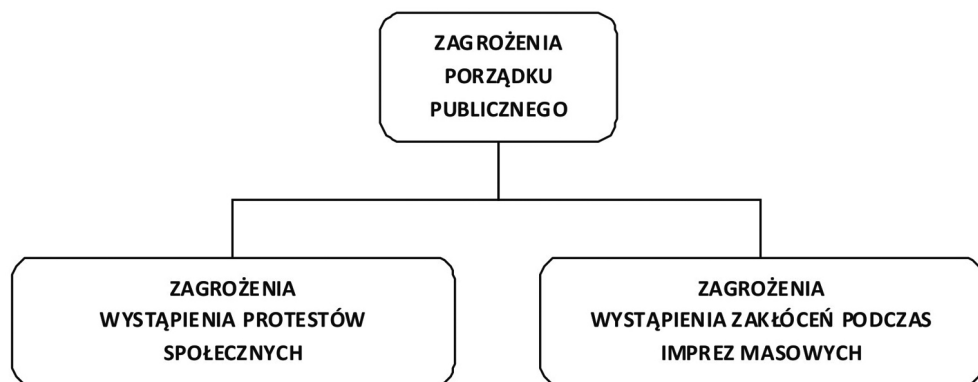 ZAGROŻENIA
PORZĄDKU
PUBLICZNEGO
ZAGROŻENIA
WYSTĄPIENIA PROTESTÓW
SPOŁECZNYCH
ZAGROŻENIA
WYSTĄPIENIA ZAKŁÓCEŃ PODCZAS
IMPREZ MASOWYCH